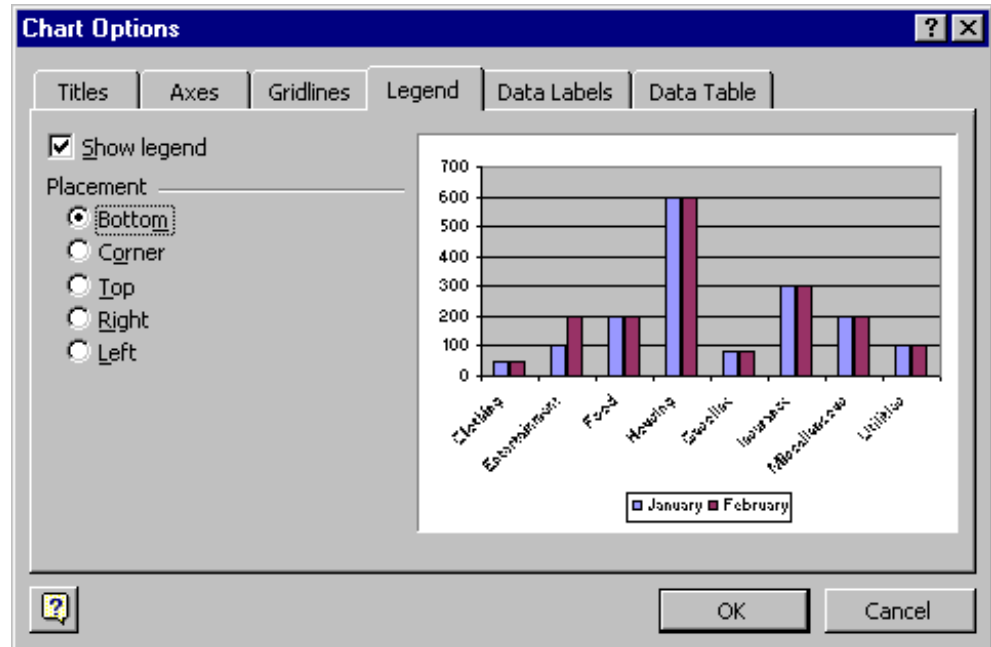 Chart Options
Titles Axes Gridlines Legend Data Labels Data Table
Show legend
Placement
Bottom
Corner
Top
Right
Left
700
600
500
400
300
200
100
0
Clothing Entertainment Food Housing Gasoline Insurance Miscellaneous Utilities
January February
OK Cancel